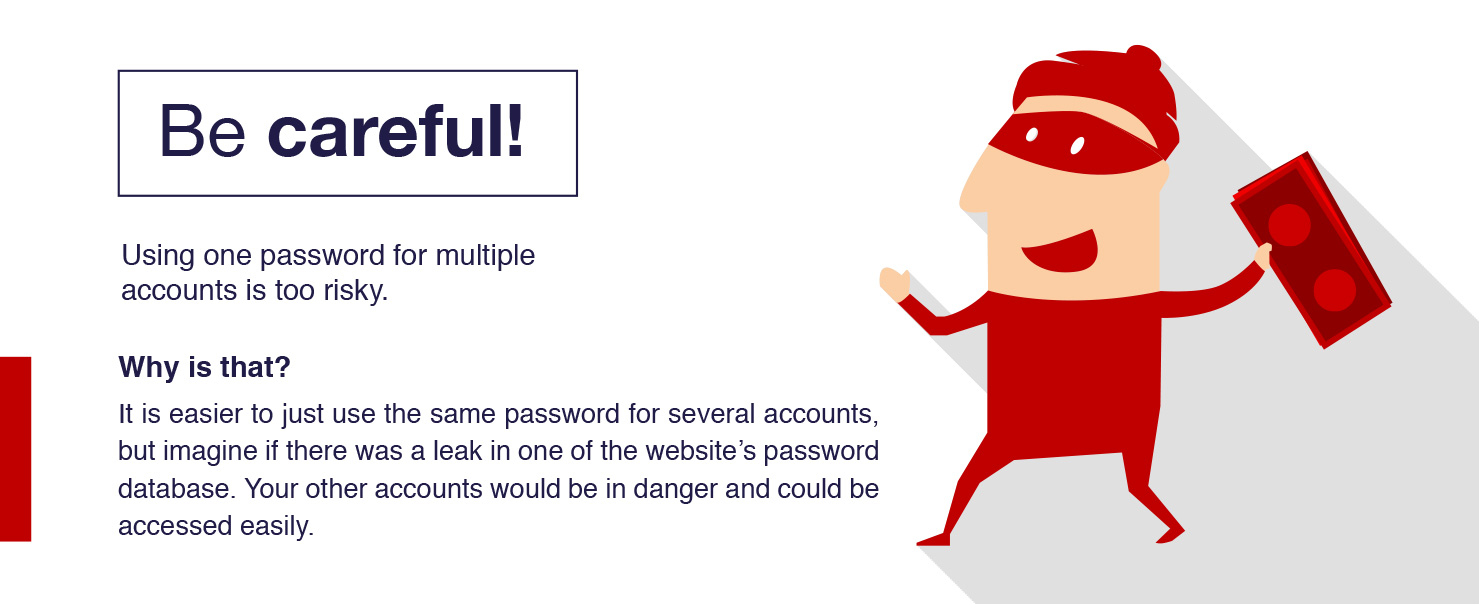 Be careful!
Using one password for multiple
accounts is too risky.
Why is that?
It is easier to just use the same password for several accounts,
but imagine if there was a leak in one of the website’s password
database. Your other accounts would be in danger and could be
accessed easily.